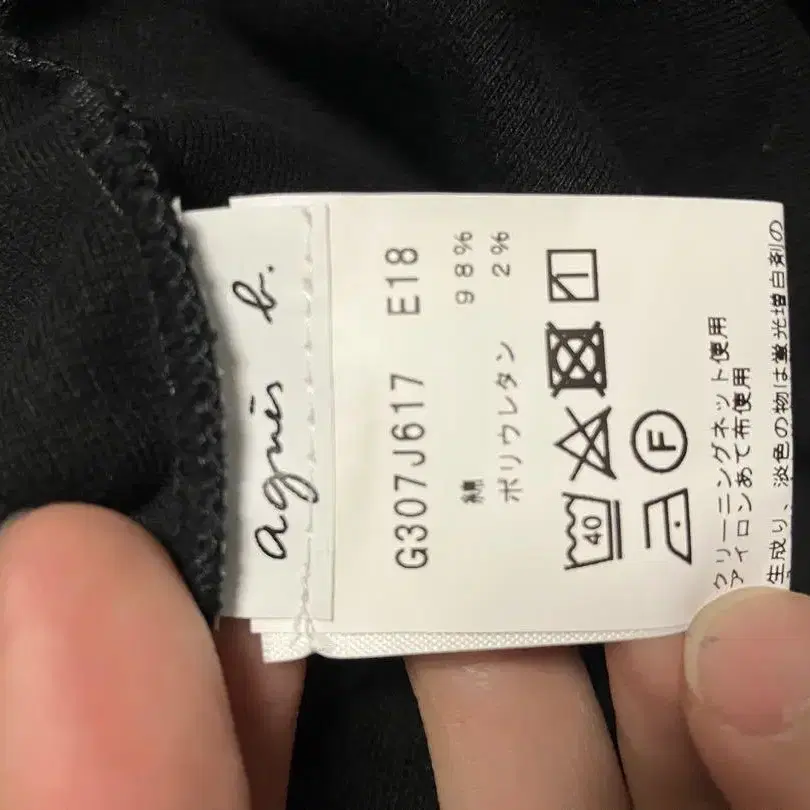 agnès b.
G307J617 E18
綿 98%
ポリウレタン 2%
40
F
クリーニングネット使用
アイロンあて布使用
生成り、淡色の物は蛍光増白剤の